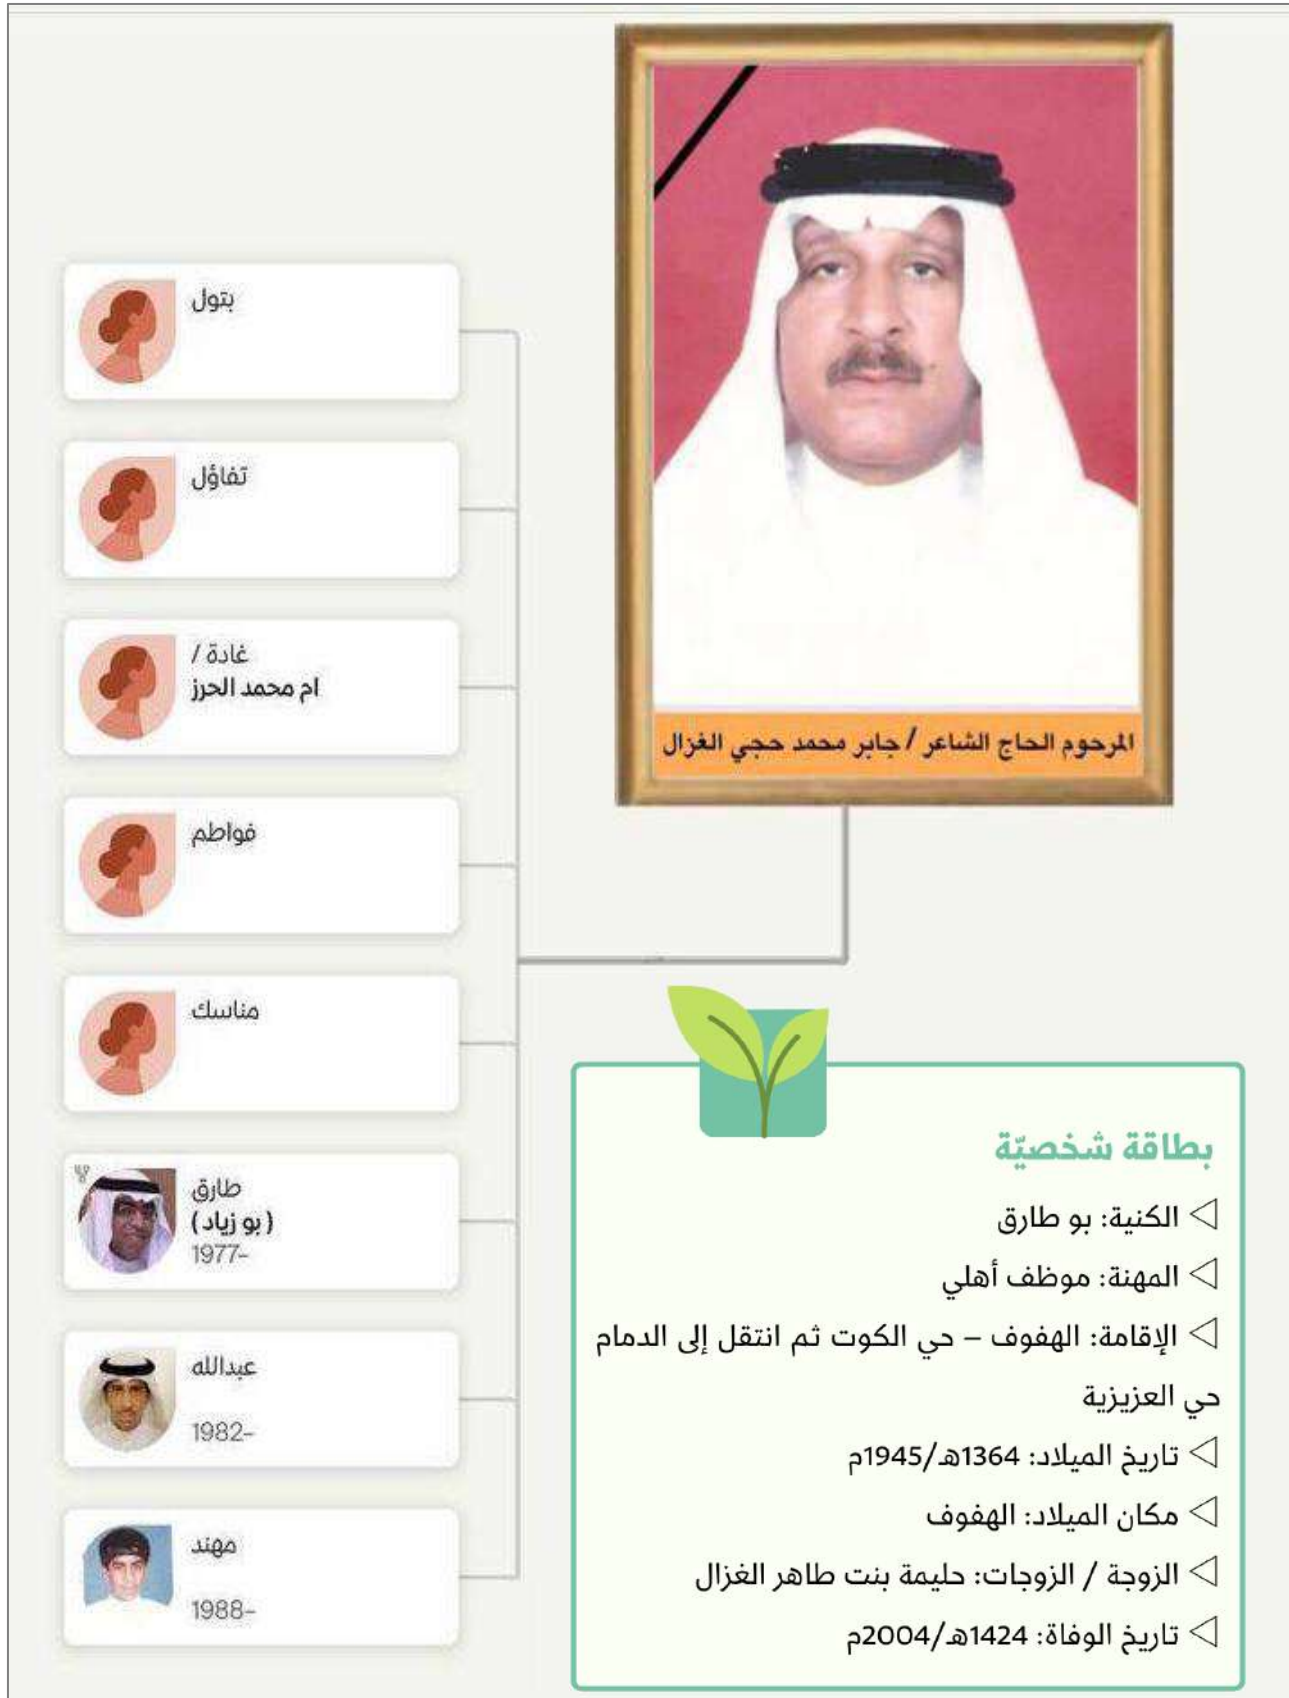 المرحوم الحاج الشاعر / جابر محمد حجي الغزال
بتول
تفاؤل
غادة /
ام محمد الحرز
فواطم
مناسك
طارق
(بو زياد)
1977-
عبدالله
1982-
مهند
1988-
بطاقة شخصيّة
الكنية: بو طارق
المهنة: موظف أهلي
الإقامة: الهفوف – حي الكوت ثم انتقل إلى الدمام
حي العزيزية
تاريخ الميلاد: 1364هـ/1945م
مكان الميلاد: الهفوف
الزوجة / الزوجات: حليمة بنت طاهر الغزال
تاريخ الوفاة: 1424هـ/2004م